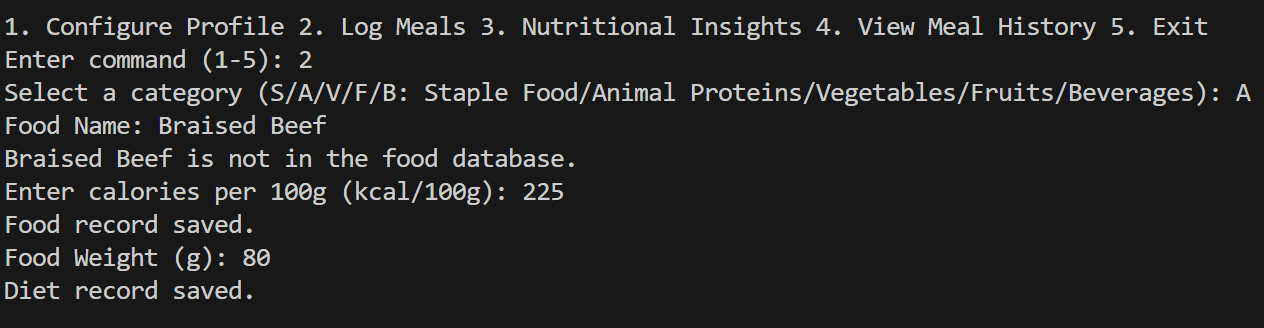 1. Configure Profile 2. Log Meals 3. Nutritional Insights 4. View Meal History 5. Exit
Enter command (1-5): 2
Select a category (S/A/V/F/B: Staple Food/Animal Proteins/Vegetables/Fruits/Beverages): A
Food Name: Braised Beef
Braised Beef is not in the food database.
Enter calories per 100g (kcal/100g): 225
Food record saved.
Food Weight (g): 80
Diet record saved.